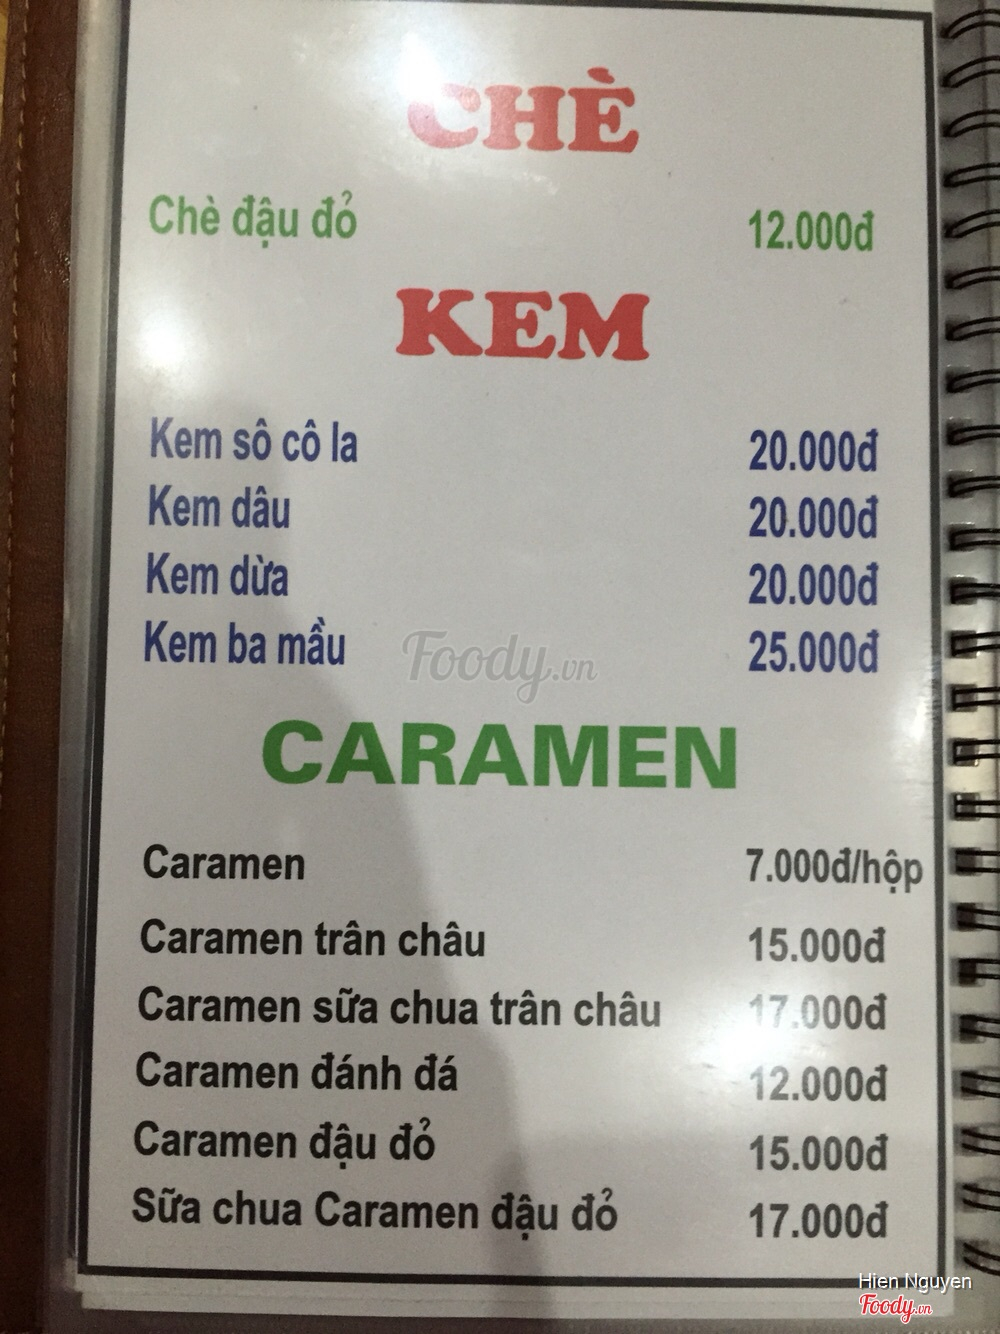 CHÈ
Chè đậu đỏ 12.000đ
KEM
Kem sô cô la 20.000đ
Kem dâu 20.000đ
Kem dừa 20.000đ
Kem ba mầu 25.000đ
Foody.vn
CARAMEN
Caramen 7.000đ/hộp
Caramen trân châu 15.000đ
Caramen sữa chua trân châu 17.000đ
Caramen đánh đá 12.000đ
Caramen đậu đỏ 15.000đ
Sữa chua Caramen đậu đỏ 17.000đ
Hien Nguyen
Foody.vn